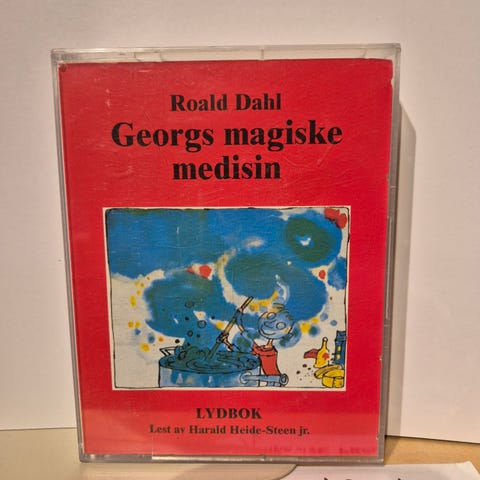 Roald Dahl
Georgs magiske
medisin
LYDBOK
Lest av Harald Heide-Steen jr.